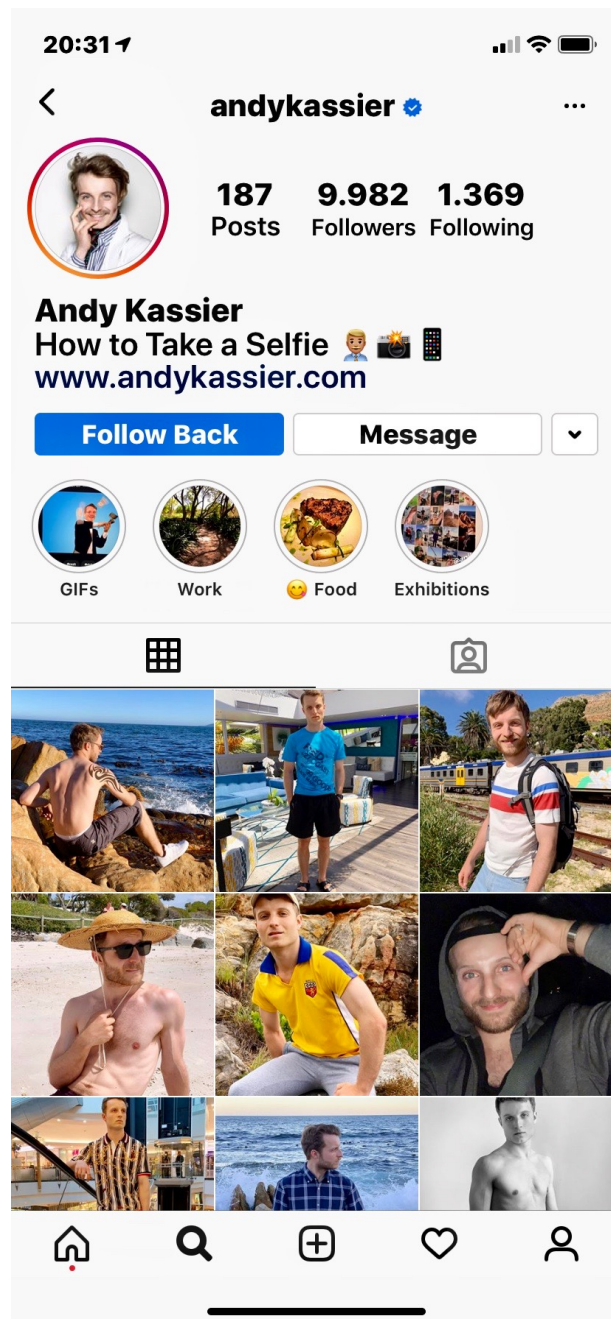 20:31
andykassier
187 9.982 1.369
Posts Followers Following
Andy Kassier
How to Take a Selfie 👨🏼‍💼 📸 📱
www.andykassier.com
Follow Back Message
GIFs Work 😋 Food Exhibitions